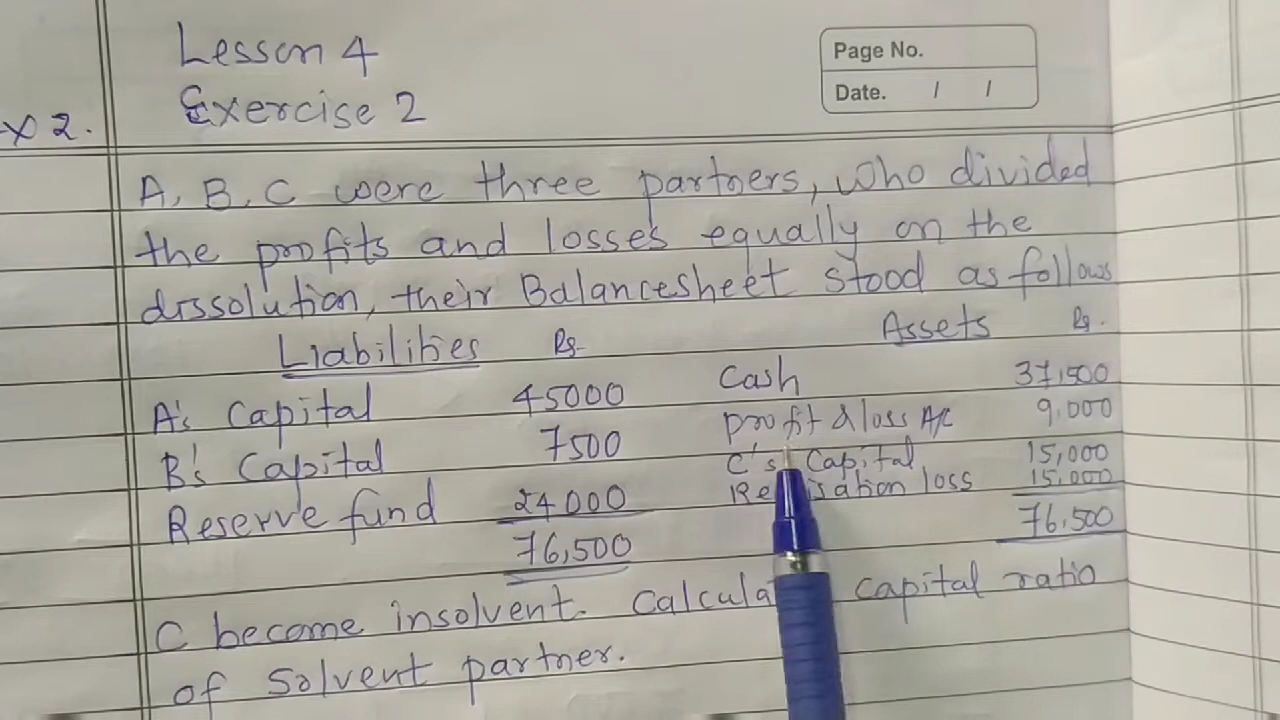 Lesson 4
Page No.
Exercise 2
Date. / /
x 2.
A, B, C were three partners, who divided
the profits and losses equally on the
dissolution, their Balancesheet stood as follows
Liabilities Rs. Assets Rs.
A's Capital 45000 Cash 37,500
B's Capital 7500 profit & loss A/c 9,000
C's Capital 15,000
Reserve fund 24000 loss 15,000
76,500 76,500
C become insolvent. capital ratio
of solvent partner.